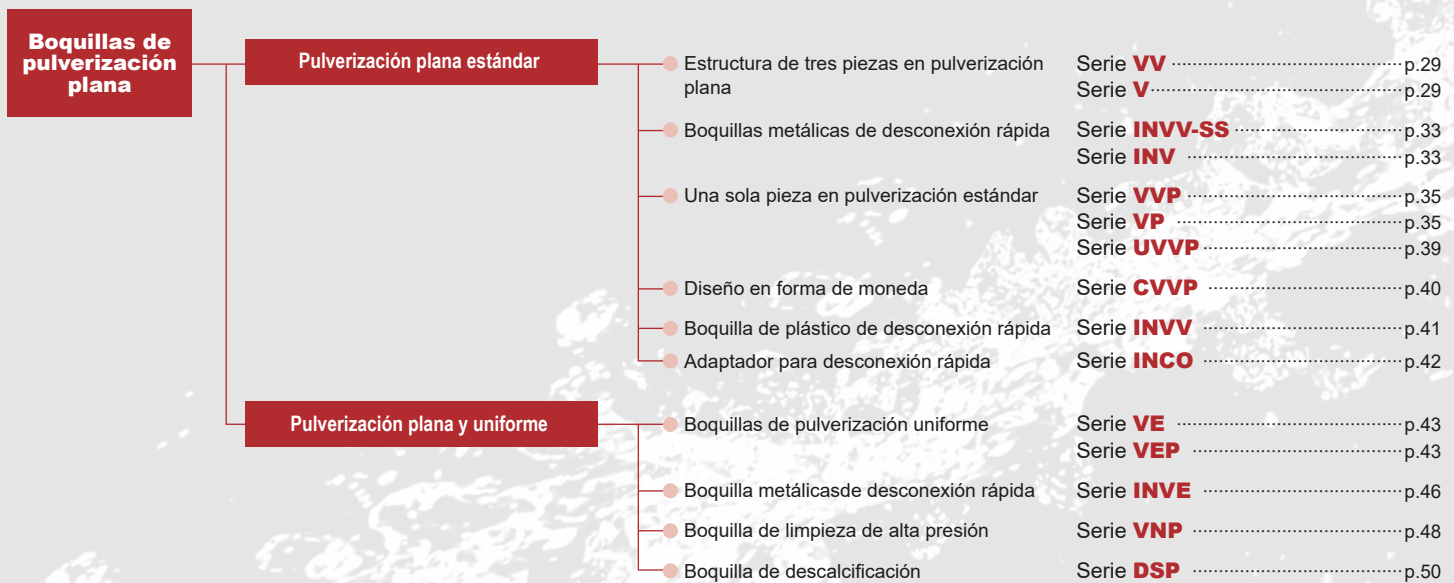 Boquillas de
pulverización
plana
Pulverización plana estándar
Estructura de tres piezas en pulverización
plana
Serie VV p.29
Serie V p.29
Boquillas metálicas de desconexión rápida
Serie INVV-SS p.33
Serie INV p.33
Una sola pieza en pulverización estándar
Serie VVP p.35
Serie VP p.35
Serie UVVP p.39
Diseño en forma de moneda
Serie CVVP p.40
Boquilla de plástico de desconexión rápida
Serie INVV p.41
Adaptador para desconexión rápida
Serie INCO p.42
Pulverización plana y uniforme
Boquillas de pulverización uniforme
Serie VE p.43
Serie VEP p.43
Boquilla metálicasde desconexión rápida
Serie INVE p.46
Boquilla de limpieza de alta presión
Serie VNP p.48
Boquilla de descalcificación
Serie DSP p.50